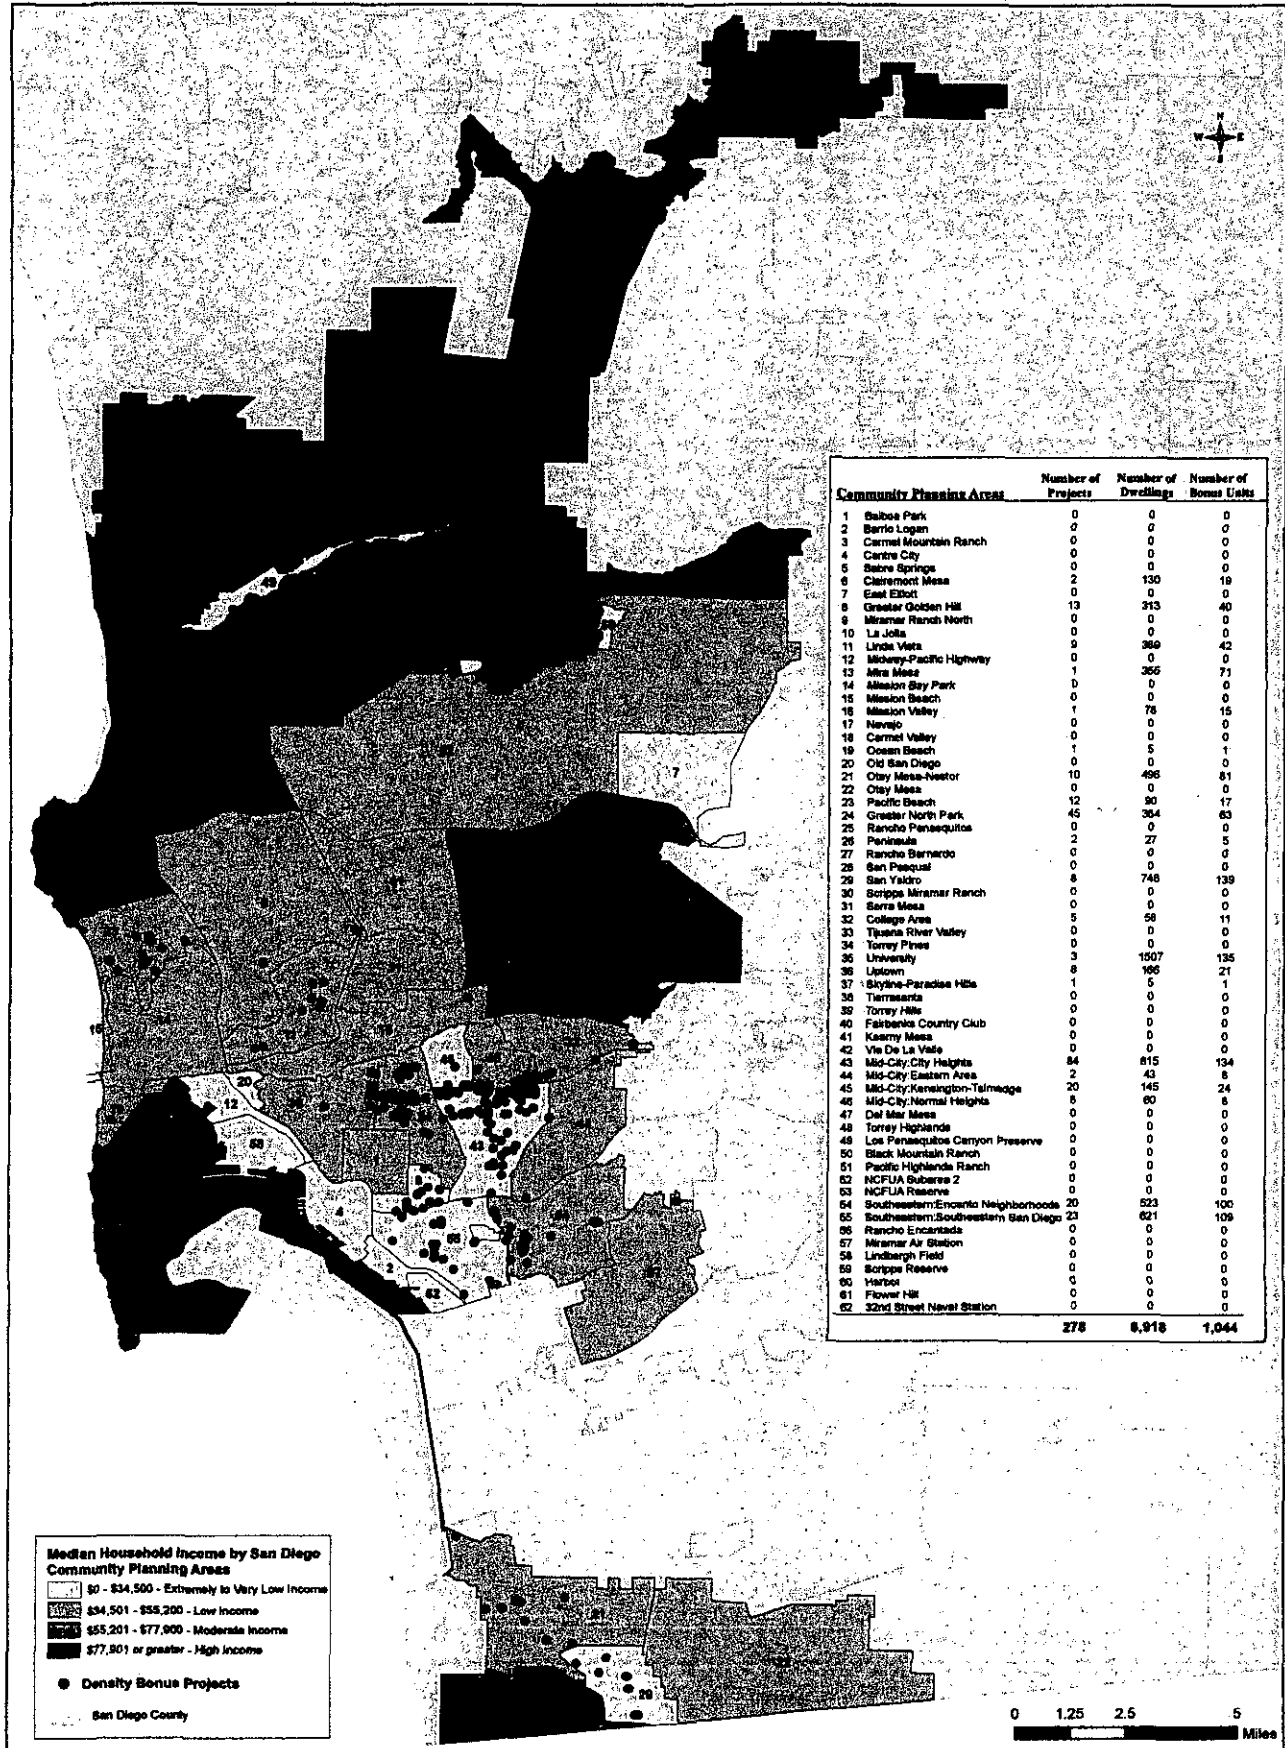 N
W E
S
Community Planning Areas Number of Projects Number of Dwellings Number of Bonus Units
1 Balboa Park 0 0 0
2 Barrio Logan 0 0 0
3 Carmel Mountain Ranch 0 0 0
4 Centre City 0 0 0
5 Sabre Springs 0 0 0
6 Clairemont Mesa 2 130 19
7 East Elliott 0 0 0
8 Greater Golden Hill 13 313 40
9 Miramar Ranch North 0 0 0
10 La Jolla 0 0 0
11 Linda Vista 9 389 42
12 Midway-Pacific Highway 0 0 0
13 Mira Mesa 1 355 71
14 Mission Bay Park 0 0 0
15 Mission Beach 0 0 0
16 Mission Valley 1 78 15
17 Navajo 0 0 0
18 Carmel Valley 0 0 0
19 Ocean Beach 1 5 1
20 Old San Diego 0 0 0
21 Otay Mesa-Nestor 10 496 81
22 Otay Mesa 0 0 0
23 Pacific Beach 12 90 17
24 Greater North Park 45 364 63
25 Rancho Penasquitos 0 0 0
26 Peninsula 2 27 5
27 Rancho Bernardo 0 0 0
28 San Pasqual 0 0 0
29 San Ysidro 8 748 139
30 Scripps Miramar Ranch 0 0 0
31 Serra Mesa 0 0 0
32 College Area 5 58 11
33 Tijuana River Valley 0 0 0
34 Torrey Pines 0 0 0
35 University 3 1507 135
36 Uptown 8 166 21
37 Skyline-Paradise Hills 1 5 1
38 Tierrasanta 0 0 0
39 Torrey Hills 0 0 0
40 Fairbanks Country Club 0 0 0
41 Kearny Mesa 0 0 0
42 Via De La Valle 0 0 0
43 Mid-City:City Heights 84 815 134
44 Mid-City:Eastern Area 2 43 8
45 Mid-City:Kensington-Talmadge 20 145 24
46 Mid-City:Normal Heights 8 60 8
47 Del Mar Mesa 0 0 0
48 Torrey Highlands 0 0 0
49 Los Penasquitos Canyon Preserve 0 0 0
50 Black Mountain Ranch 0 0 0
51 Pacific Highlands Ranch 0 0 0
52 NCFUA Subarea 2 0 0 0
53 NCFUA Reserve 0 0 0
54 Southeastern:Encanto Neighborhoods 20 523 100
55 Southeastern:Southeastern San Diego 23 621 109
56 Rancho Encantada 0 0 0
57 Miramar Air Station 0 0 0
58 Lindbergh Field 0 0 0
59 Scripps Reserve 0 0 0
60 Harbor 0 0 0
61 Flower Hill 0 0 0
62 32nd Street Naval Station 0 0 0
278 6,918 1,044
49
7
20
12
58
43
4
55
2
62
29
Median Household Income by San Diego
Community Planning Areas
$0 - $34,500 - Extremely to Very Low Income
$34,501 - $55,200 - Low Income
$55,201 - $77,900 - Moderate Income
$77,901 or greater - High Income
Density Bonus Projects
San Diego County
0 1.25 2.5 5
Miles